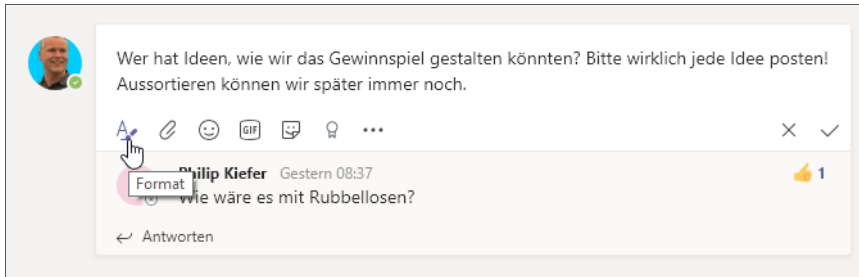 Wer hat Ideen, wie wir das Gewinnspiel gestalten könnten? Bitte wirklich jede Idee posten!
Aussortieren können wir später immer noch.
GIF
Philip Kiefer Gestern 08:37 1
Format
Wie wäre es mit Rubbellosen?
Antworten